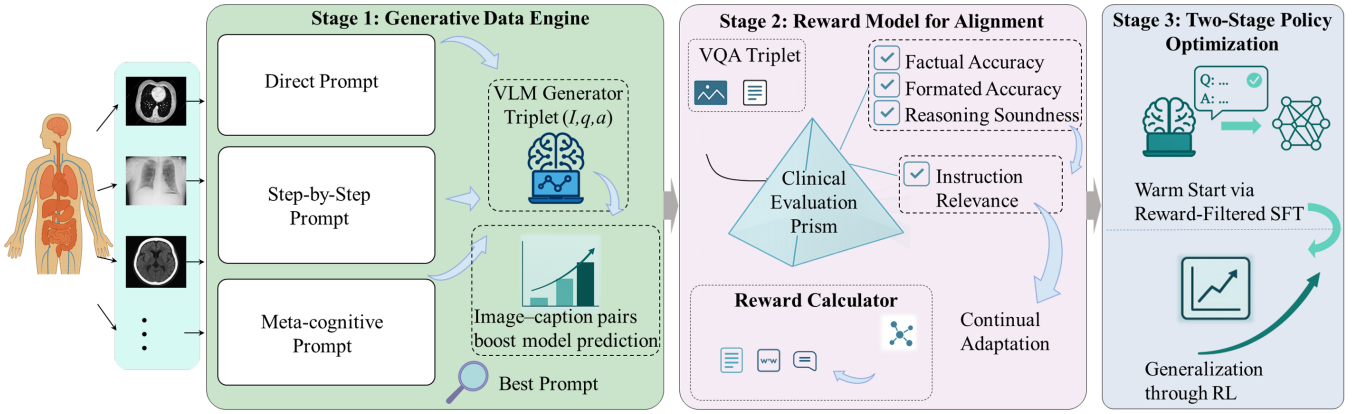 Stage 1: Generative Data Engine
Direct Prompt
Step-by-Step
Prompt
Meta-cognitive
Prompt
VLM Generator
Triplet (I,q,a)
Image–caption pairs
boost model prediction
Best Prompt
Stage 2: Reward Model for Alignment
VQA Triplet
Factual Accuracy
Formated Accuracy
Reasoning Soundness
Clinical
Evaluation
Prism
Instruction
Relevance
Reward Calculator
Continual
Adaptation
Stage 3: Two-Stage Policy
Optimization
Q: ...
A: ...
Warm Start via
Reward-Filtered SFT
Generalization
through RL